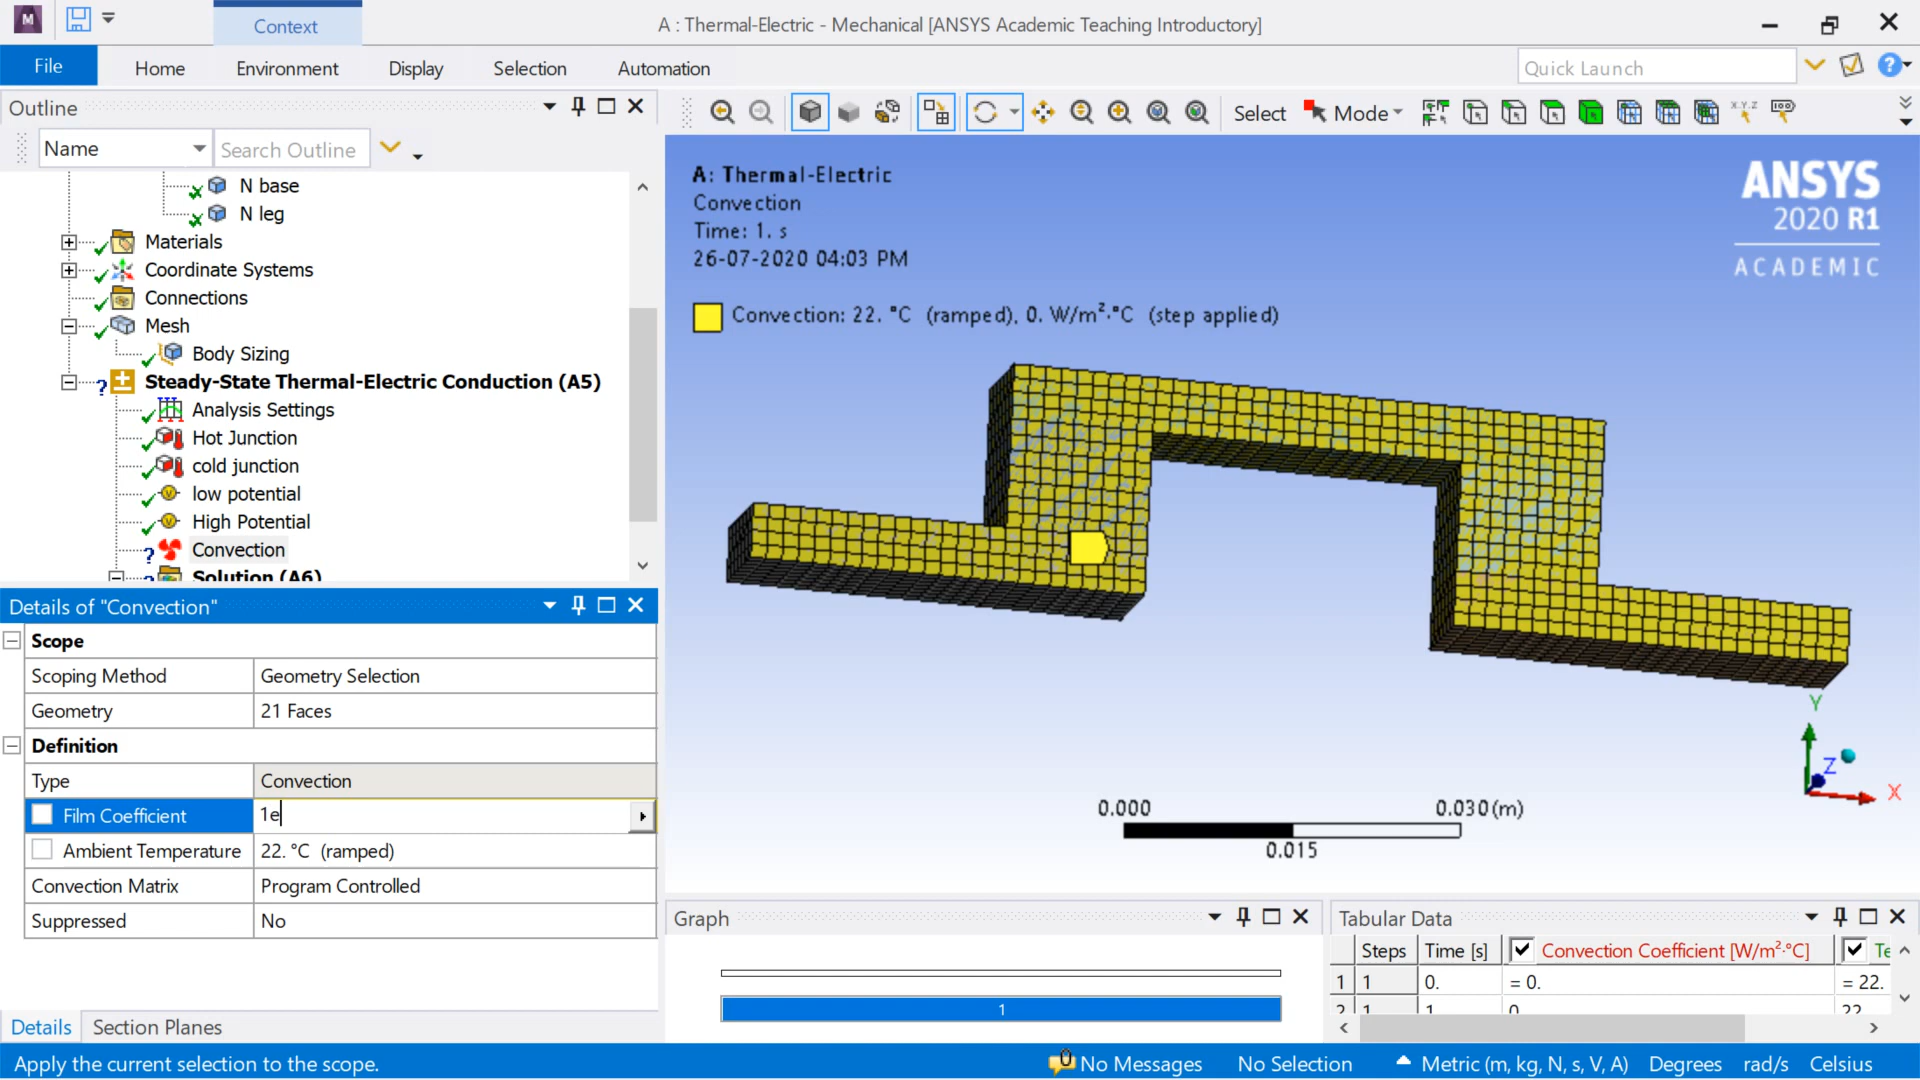 Context
A : Thermal-Electric - Mechanical [ANSYS Academic Teaching Introductory]
File
Home
Environment
Display
Selection
Automation
Quick Launch
Outline
Name
Search Outline
Select
Mode
N base
N leg
Materials
Coordinate Systems
Connections
Mesh
Body Sizing
Steady-State Thermal-Electric Conduction (A5)
Analysis Settings
Hot Junction
cold junction
low potential
High Potential
Convection
Solution (A6)
A: Thermal-Electric
Convection
Time: 1. s
26-07-2020 04:03 PM
Convection: 22. °C (ramped), 0. W/m²·°C (step applied)
ANSYS
2020 R1
ACADEMIC
Details of "Convection"
Scope
Scoping Method Geometry Selection
Geometry 21 Faces
Definition
Type Convection
Film Coefficient 1e
Ambient Temperature 22. °C (ramped)
Convection Matrix Program Controlled
Suppressed No
Y
Z
X
0.000 0.030(m)
0.015
Graph
1
Tabular Data
Steps Time [s] Convection Coefficient [W/m²·°C] Te
1 1 0. = 0. = 22.
2 1 1. 0. 22.
Details Section Planes
Apply the current selection to the scope.
0 No Messages No Selection Metric (m, kg, N, s, V, A) Degrees rad/s Celsius